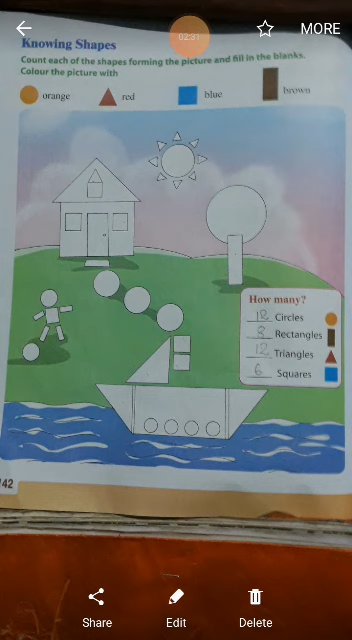 MORE
02:31
Knowing Shapes
Count each of the shapes forming the picture and fill in the blanks.
Colour the picture with
orange red blue brown
How many?
12 Circles
8 Rectangles
12 Triangles
6 Squares
142
Share Edit Delete